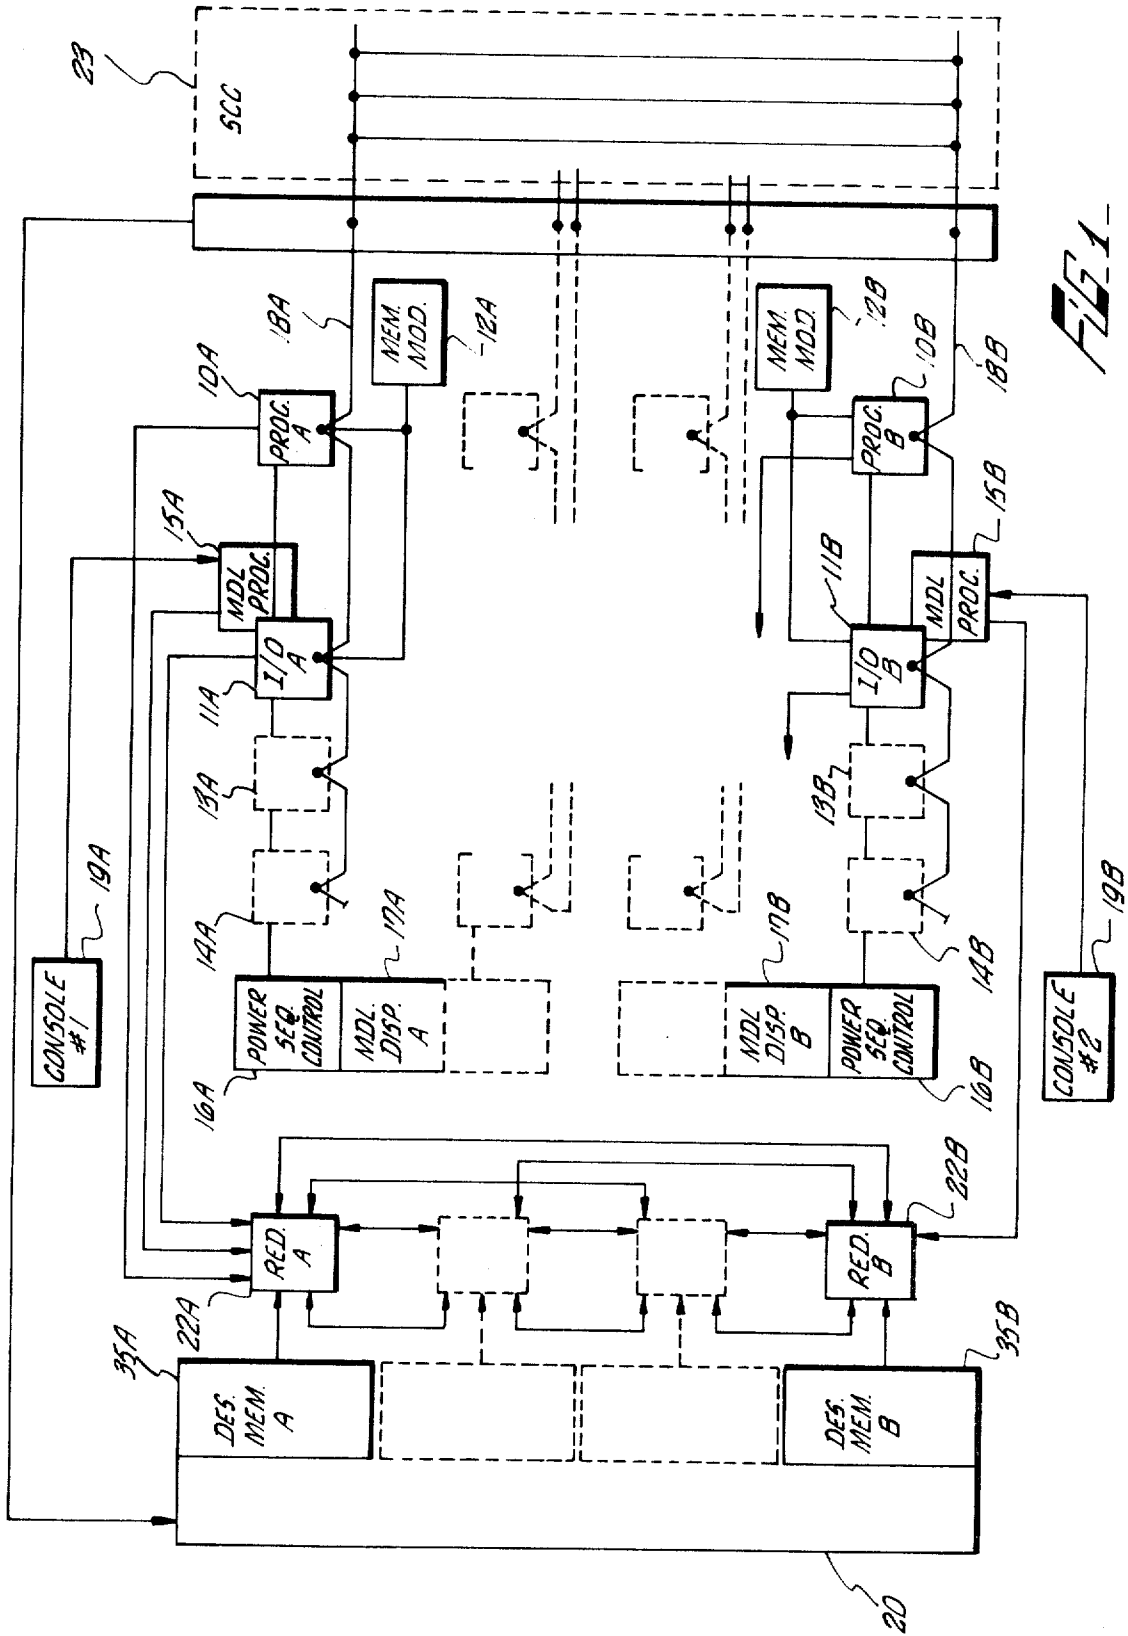 20
DES.
MEM.
A
35A
DES.
MEM.
B
35B
RED.
A
22A
RED.
B
22B
CONSOLE
#1
19A
POWER
SEQ.
CONTROL
16A
MDL
DISP.
A
17A
MDL
DISP.
B
17B
POWER
SEQ.
CONTROL
16B
CONSOLE
#2
19B
14A
13A
14B
13B
I/O
A
11A
MDL
PROC.
15A
I/O
B
11B
MDL
PROC.
15B
PROC.
A
10A
PROC.
B
10B
MEM.
MOD.
12A
MEM.
MOD.
12B
18A
18B
SCC
23
FIG 1